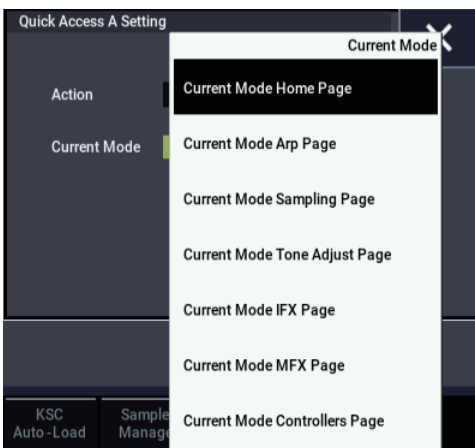 Quick Access A Setting
Current Mode
Action
Current Mode Home Page
Current Mode
Current Mode Arp Page
Current Mode Sampling Page
Current Mode Tone Adjust Page
Current Mode IFX Page
Current Mode MFX Page
Current Mode Controllers Page
KSC
Auto-Load
Sample
Manage